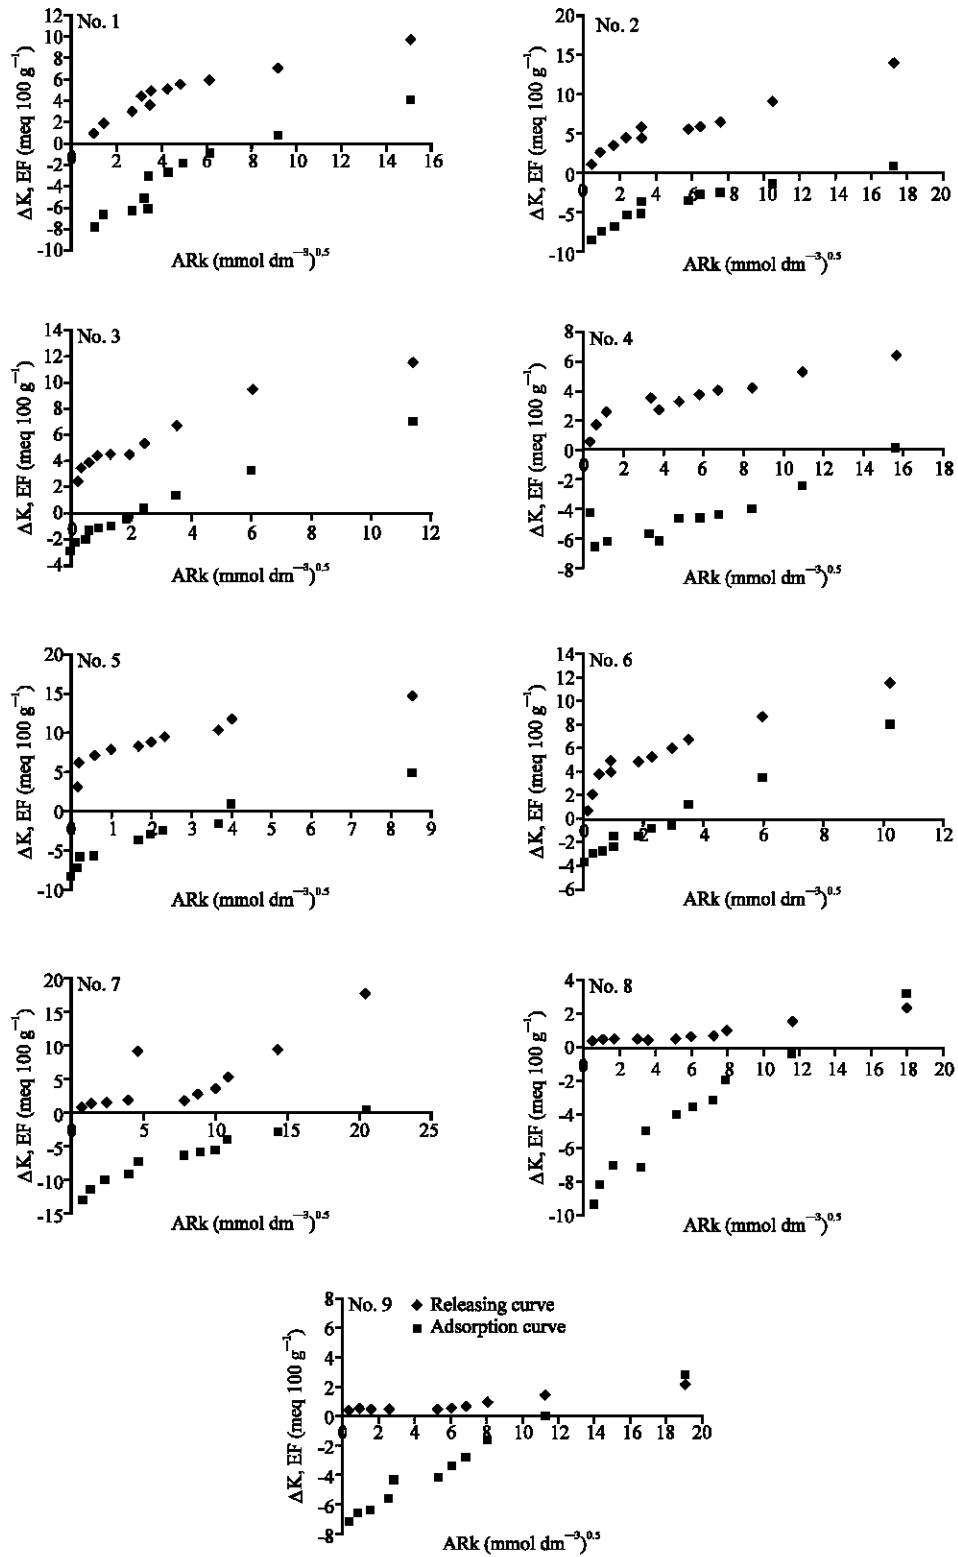 No. 1
ΔK, EF (meq 100 g⁻¹)
12
10
8
6
4
2
0
-2
-4
-6
-8
-10
0 2 4 6 8 10 12 14 16
ARk (mmol dm⁻³)⁰·⁵
No. 2
ΔK, EF (meq 100 g⁻¹)
20
15
10
5
0
-5
-10
0 2 4 6 8 10 12 14 16 18 20
ARk (mmol dm⁻³)⁰·⁵
No. 3
ΔK, EF (meq 100 g⁻¹)
14
12
10
8
6
4
2
0
-2
-4
0 2 4 6 8 10 12
ARk (mmol dm⁻³)⁰·⁵
No. 4
ΔK, EF (meq 100 g⁻¹)
8
6
4
2
0
-2
-4
-6
-8
0 2 4 6 8 10 12 14 16 18
ARk (mmol dm⁻³)⁰·⁵
No. 5
ΔK, EF (meq 100 g⁻¹)
20
15
10
5
0
-5
-10
0 1 2 3 4 5 6 7 8 9
ARk (mmol dm⁻³)⁰·⁵
No. 6
ΔK, EF (meq 100 g⁻¹)
14
12
10
8
6
4
2
0
-2
-4
-6
0 2 4 6 8 10 12
ARk (mmol dm⁻³)⁰·⁵
No. 7
ΔK, EF (meq 100 g⁻¹)
20
15
10
5
0
-5
-10
-15
0 5 10 15 20 25
ARk (mmol dm⁻³)⁰·⁵
No. 8
ΔK, EF (meq 100 g⁻¹)
4
2
0
-2
-4
-6
-8
-10
0 2 4 6 8 10 12 14 16 18 20
ARk (mmol dm⁻³)⁰·⁵
No. 9
Releasing curve
Adsorption curve
ΔK, EF (meq 100 g⁻¹)
8
6
4
2
0
-2
-4
-6
-8
0 2 4 6 8 10 12 14 16 18 20
ARk (mmol dm⁻³)⁰·⁵